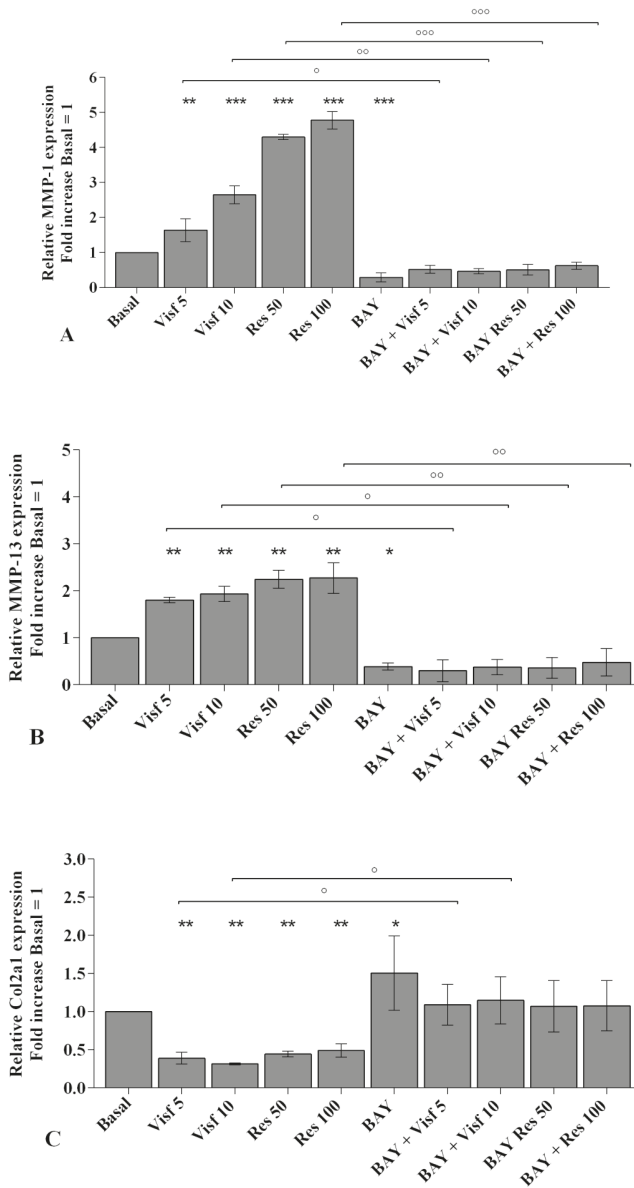 °°°
°°°
°°
°
Relative MMP-1 expression
Fold increase Basal = 1
6
5
4
3
2
1
0
** *** *** *** ***
Basal
Visf 5
Visf 10
Res 50
Res 100
BAY
BAY + Visf 5
BAY + Visf 10
BAY Res 50
BAY + Res 100
A
°°
°°
°
°
Relative MMP-13 expression
Fold increase Basal = 1
5
4
3
2
1
0
** ** ** ** *
Basal
Visf 5
Visf 10
Res 50
Res 100
BAY
BAY + Visf 5
BAY + Visf 10
BAY Res 50
BAY + Res 100
B
°
°
Relative Col2a1 expression
Fold increase Basal = 1
3.0
2.5
2.0
1.5
1.0
0.5
0.0
** ** ** ** *
Basal
Visf 5
Visf 10
Res 50
Res 100
BAY
BAY + Visf 5
BAY + Visf 10
BAY Res 50
BAY + Res 100
C